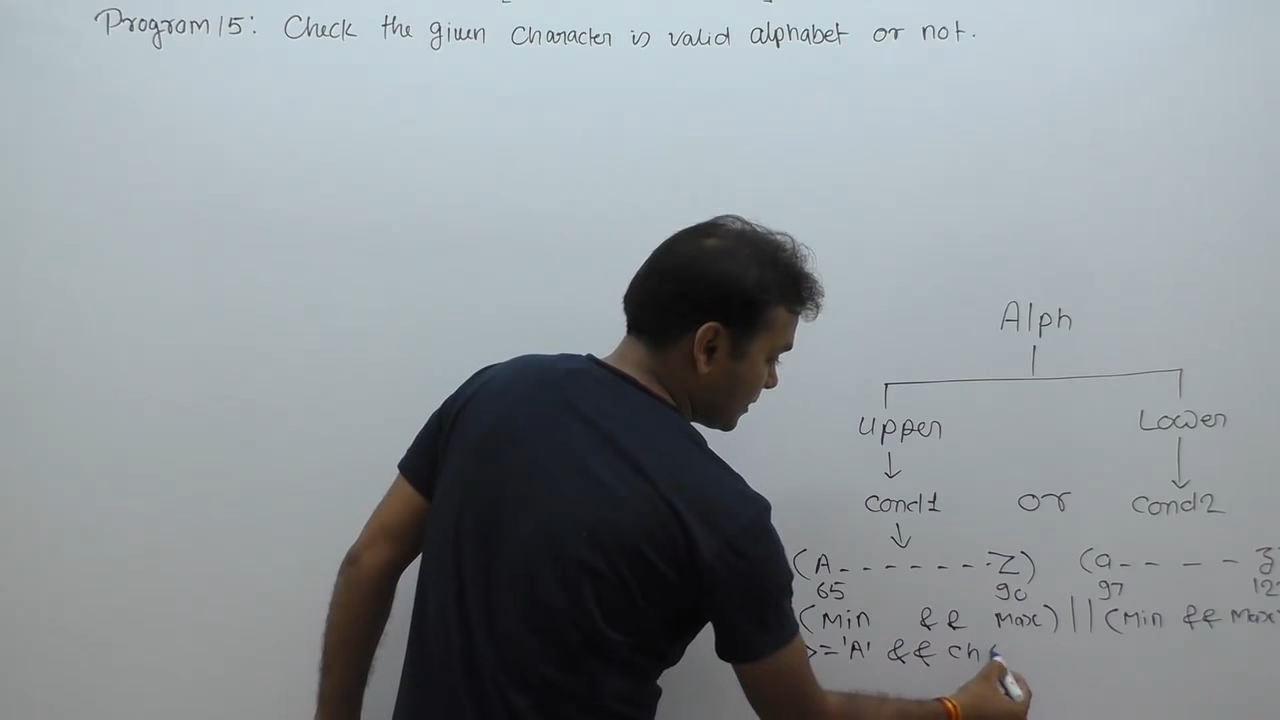 Program 15: Check the given Character is valid alphabet or not.
Alph
Upper Lower
Cond1 or Cond2
(A - - - - - - - Z) (a - - - - z
65 90 97 12
(Min && Max) || (Min && Max
>='A' && ch